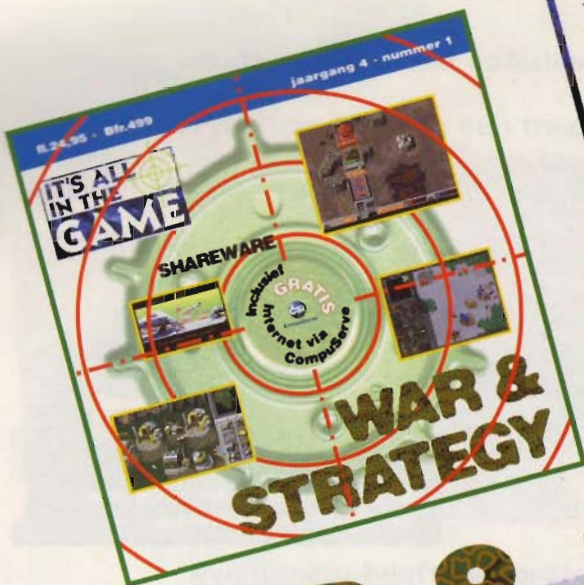 fl.24,95 - Bfr.499
jaargang 4 - nummer 1
IT'S ALL
IN THE
GAME
SHAREWARE
Inclusief
GRATIS
Internet via
CompuServe
CompuServe
WAR &
STRATEGY